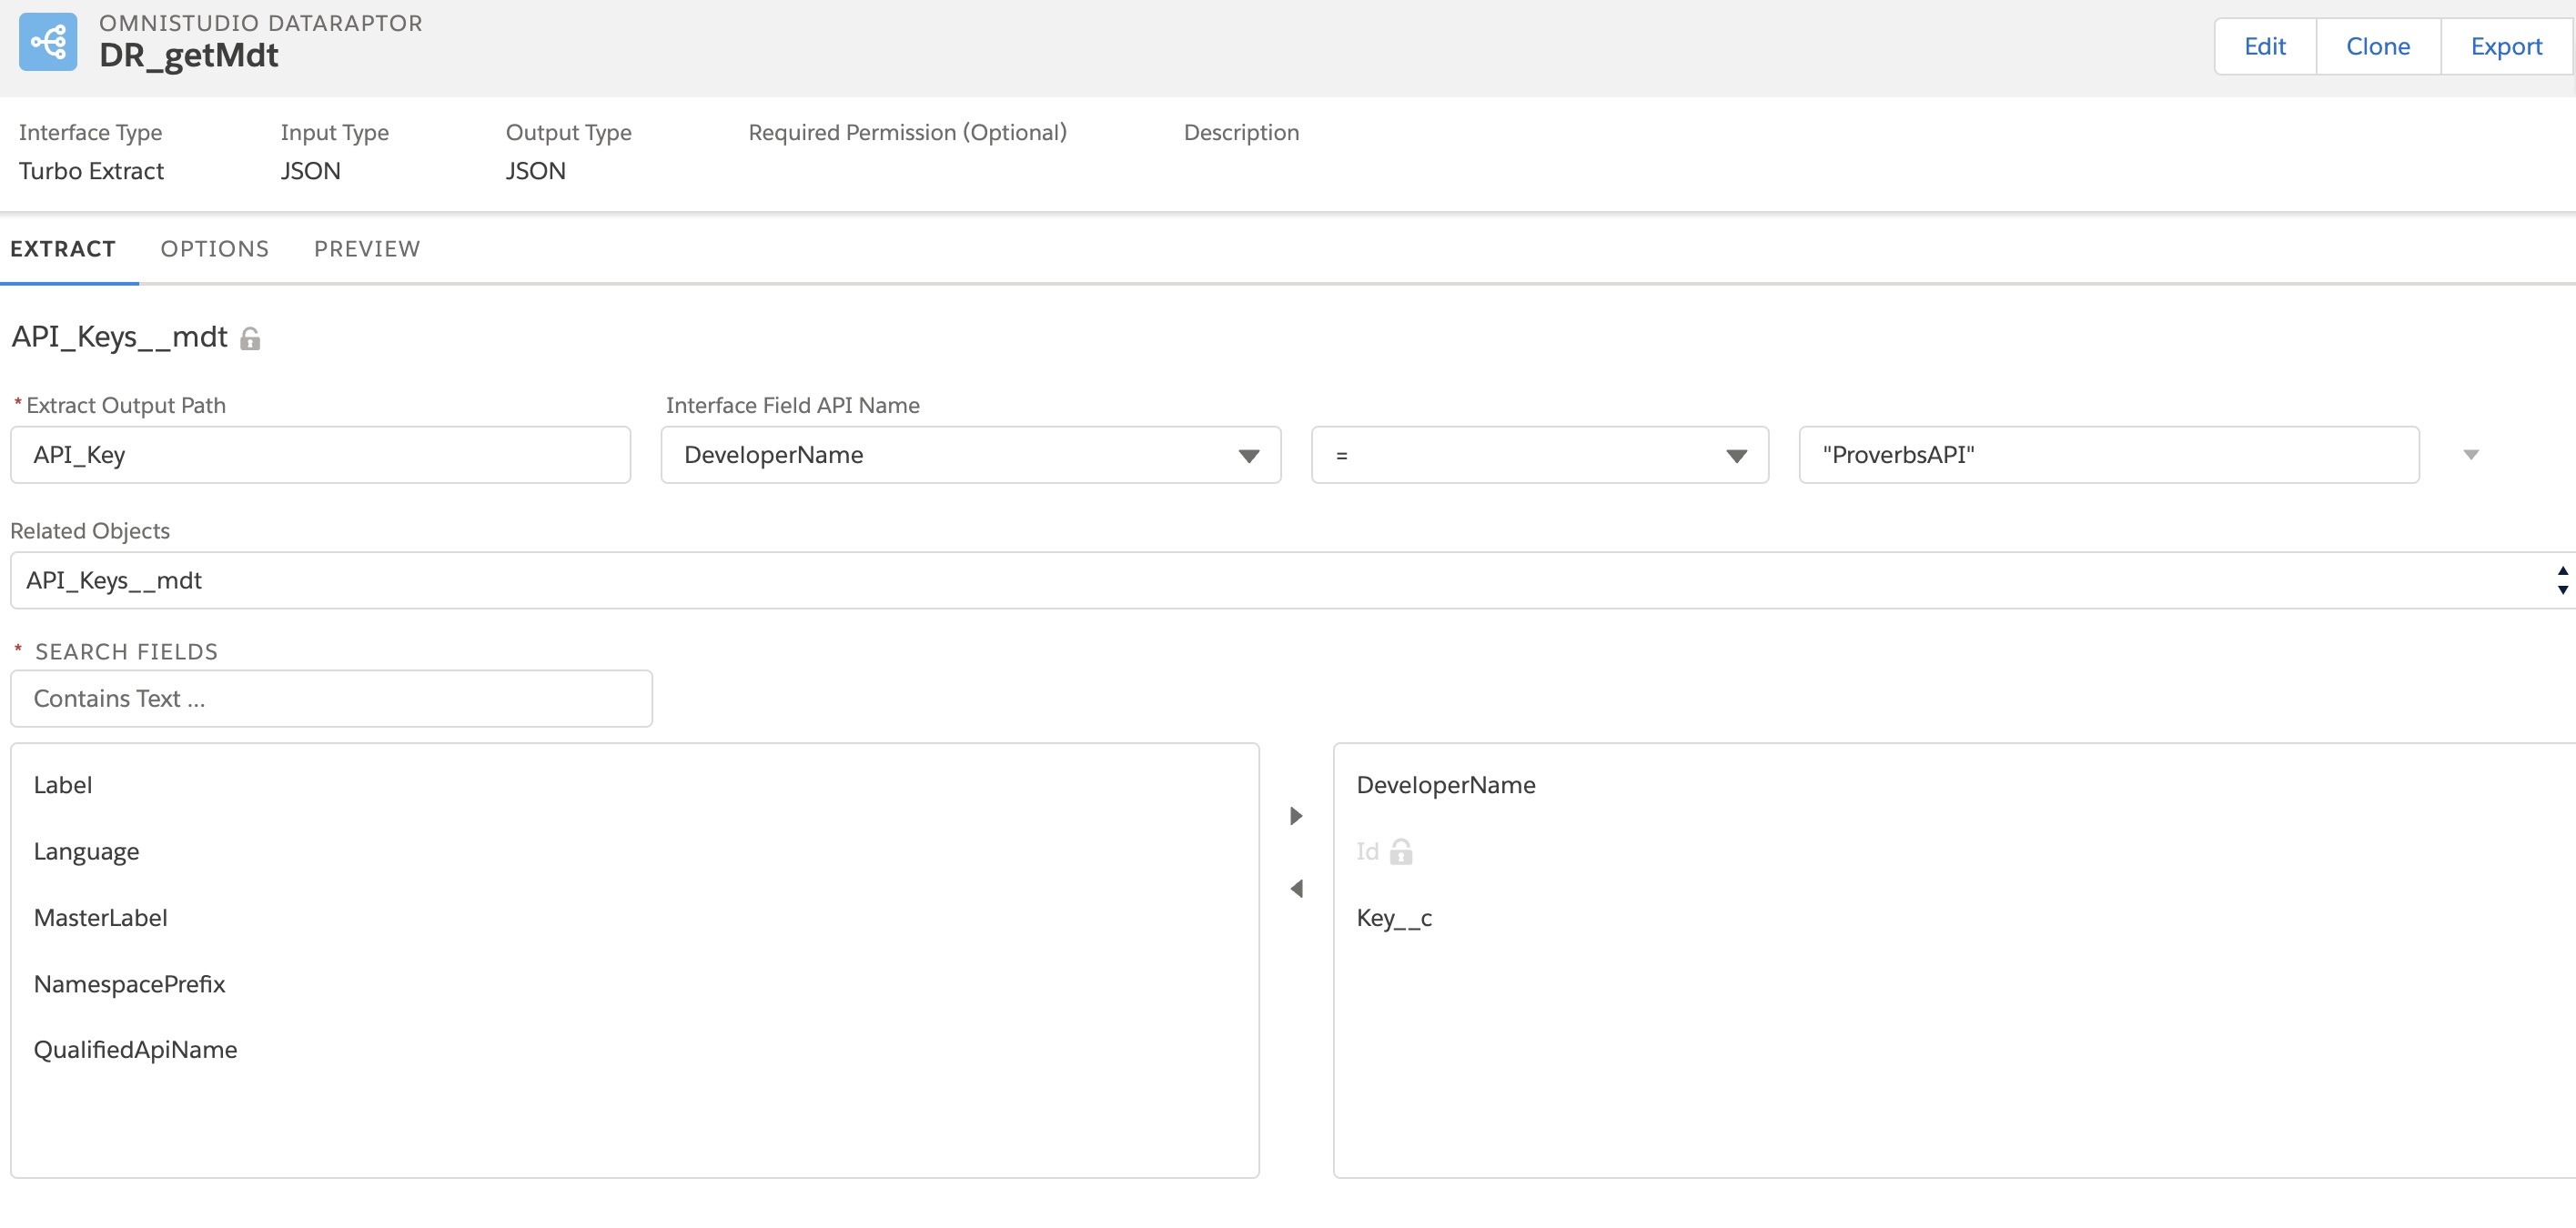 OMNISTUDIO DATARAPTOR
DR_getMdt
Edit Clone Export
Interface Type Input Type Output Type Required Permission (Optional) Description
Turbo Extract JSON JSON
EXTRACT OPTIONS PREVIEW
API_Keys__mdt
* Extract Output Path Interface Field API Name
API_Key DeveloperName = "ProverbsAPI"
Related Objects
API_Keys__mdt
* SEARCH FIELDS
Contains Text ...
Label DeveloperName
Language Id
MasterLabel Key__c
NamespacePrefix
QualifiedApiName